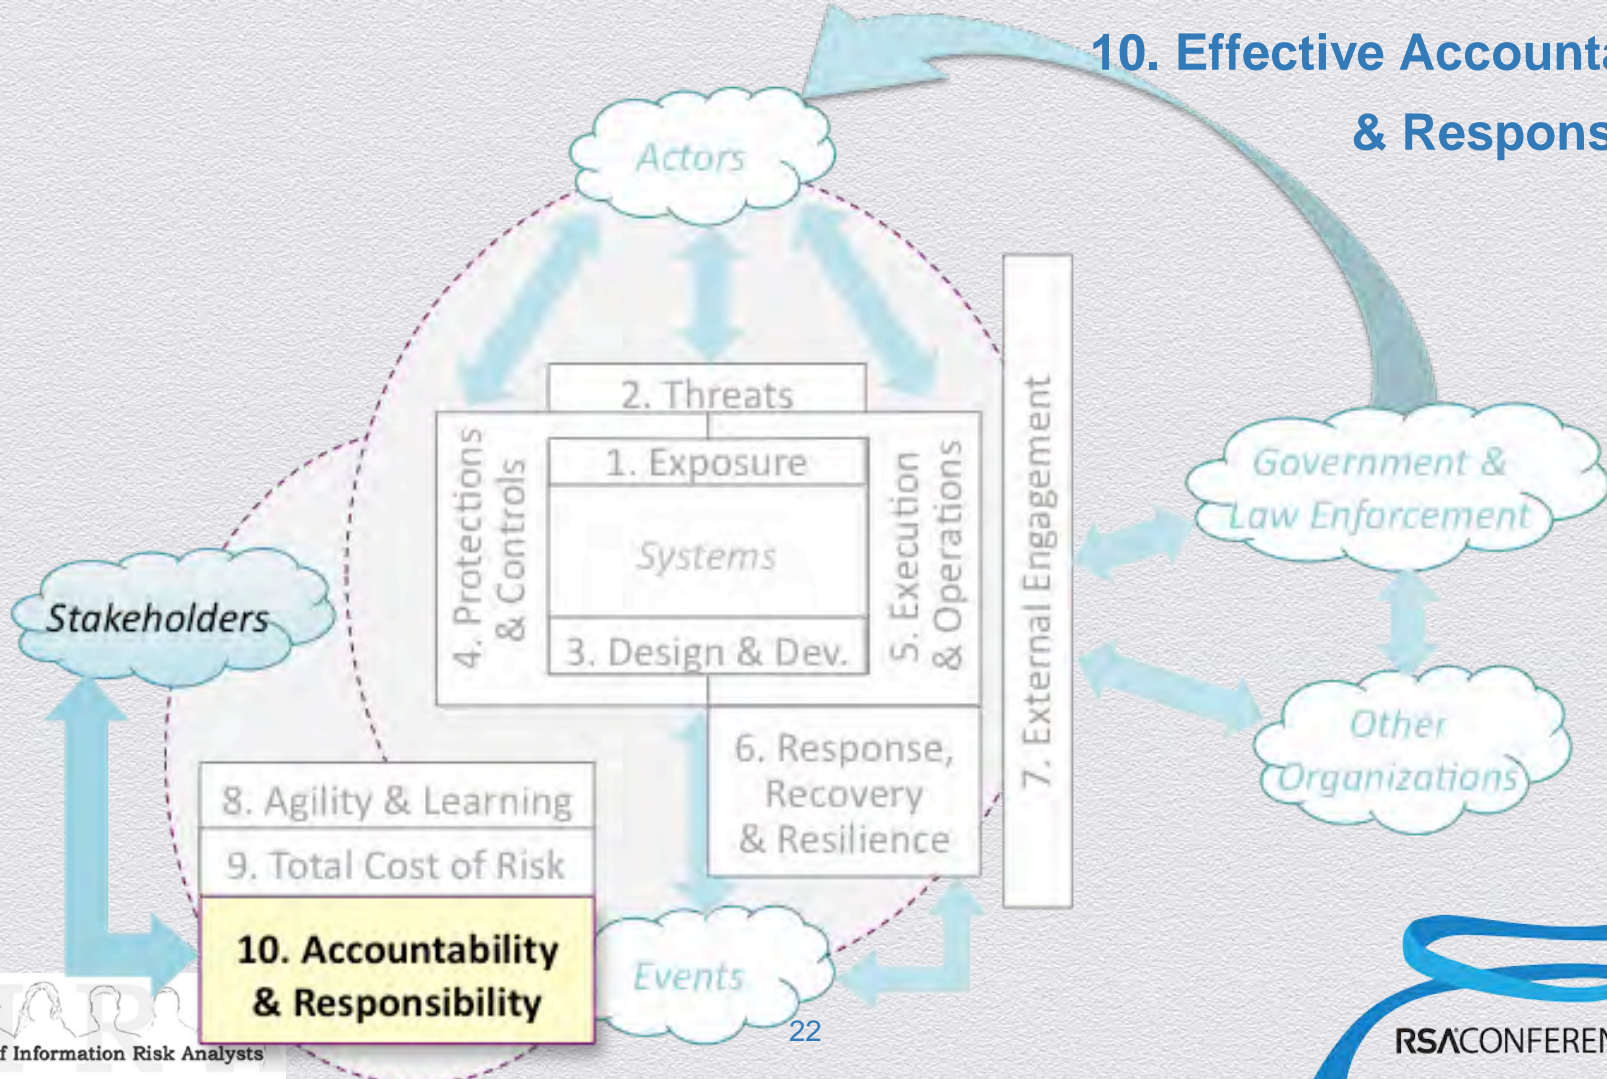 10. Effective Accounta
& Respons
Actors
2. Threats
4. Protections
& Controls
1. Exposure
Systems
3. Design & Dev.
5. Execution
& Operations
7. External Engagement
Government &
Law Enforcement
Stakeholders
Other
Organizations
6. Response,
Recovery
& Resilience
8. Agility & Learning
9. Total Cost of Risk
10. Accountability
& Responsibility
Events
f Information Risk Analysts
22
RSACONFEREN